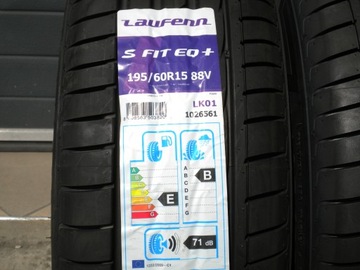 Laufenn
S FIT EQ+
195/60R15 88V
LK01
1026561
A
B
C
D
E
F
G
E
A
B
C
D
E
F
G
B
71 dB